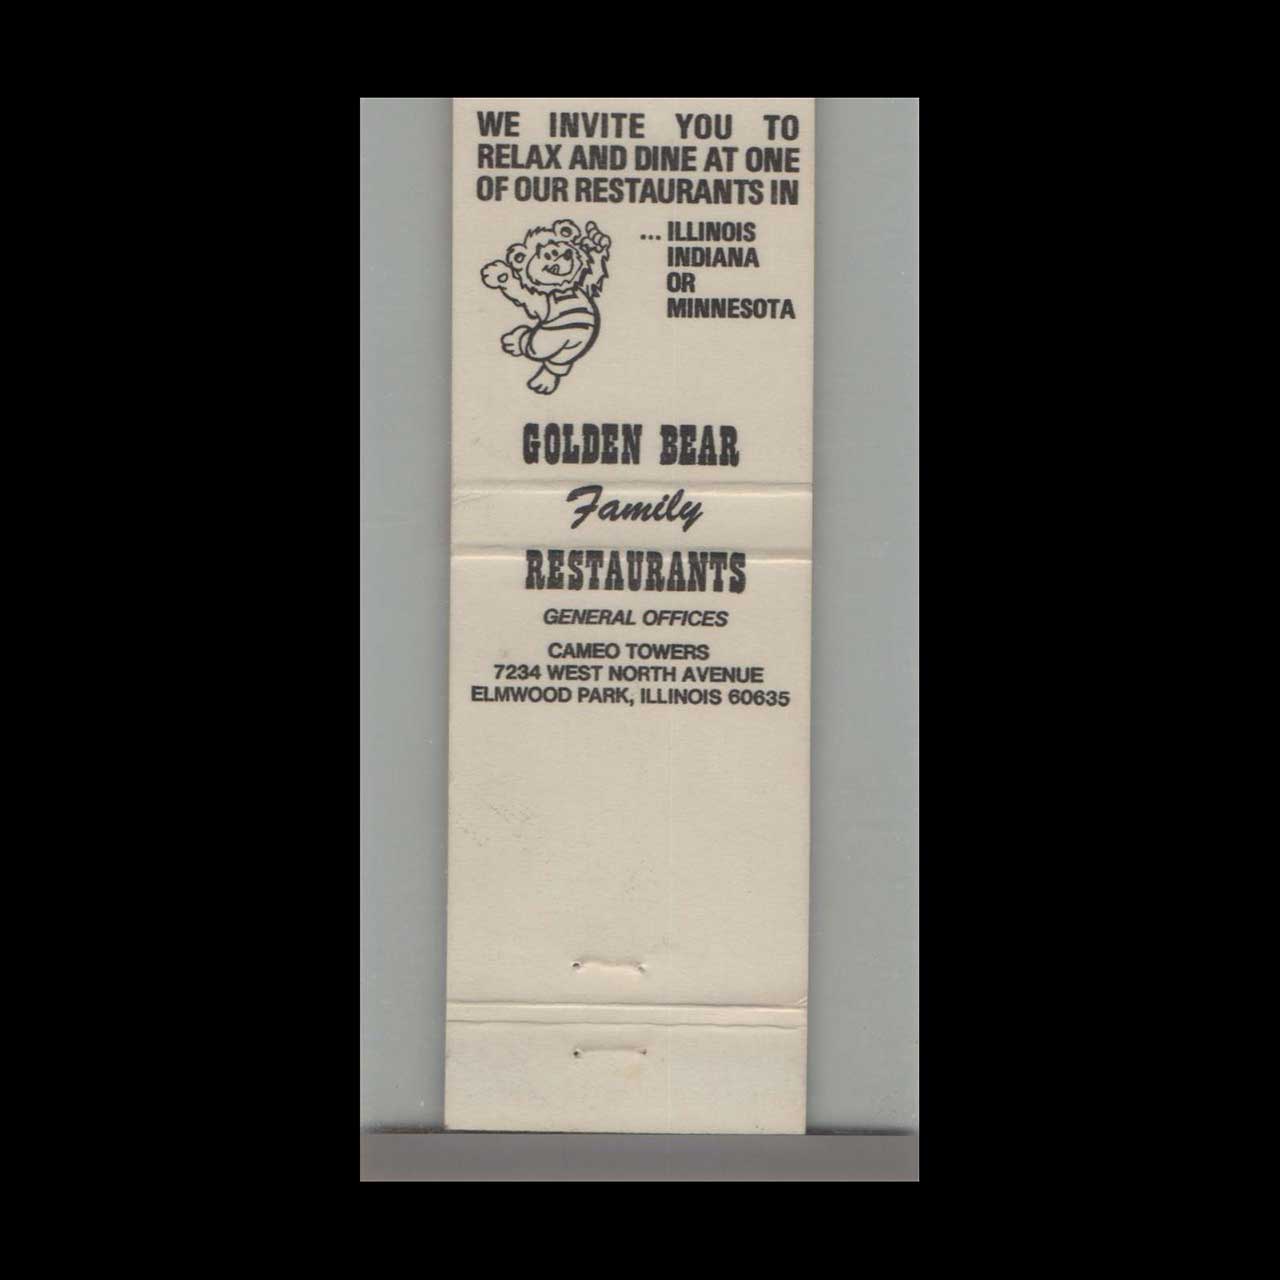 WE INVITE YOU TO
RELAX AND DINE AT ONE
OF OUR RESTAURANTS IN
... ILLINOIS
INDIANA
OR
MINNESOTA
GOLDEN BEAR
Family
RESTAURANTS
GENERAL OFFICES
CAMEO TOWERS
7234 WEST NORTH AVENUE
ELMWOOD PARK, ILLINOIS 60635